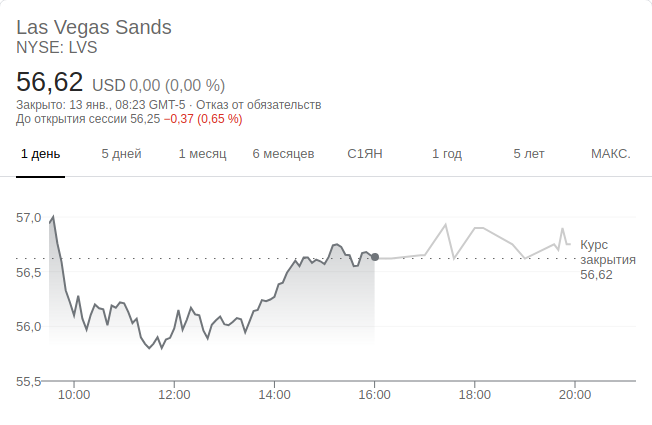 Las Vegas Sands
NYSE: LVS
56,62 USD 0,00 (0,00 %)
Закрыто: 13 янв., 08:23 GMT-5 · Отказ от обязательств
До открытия сессии 56,25 −0,37 (0,65 %)
1 день 5 дней 1 месяц 6 месяцев С1ЯН 1 год 5 лет МАКС.
57,0
Курс
закрытия
56,62
56,5
56,0
55,5
10:00 12:00 14:00 16:00 18:00 20:00